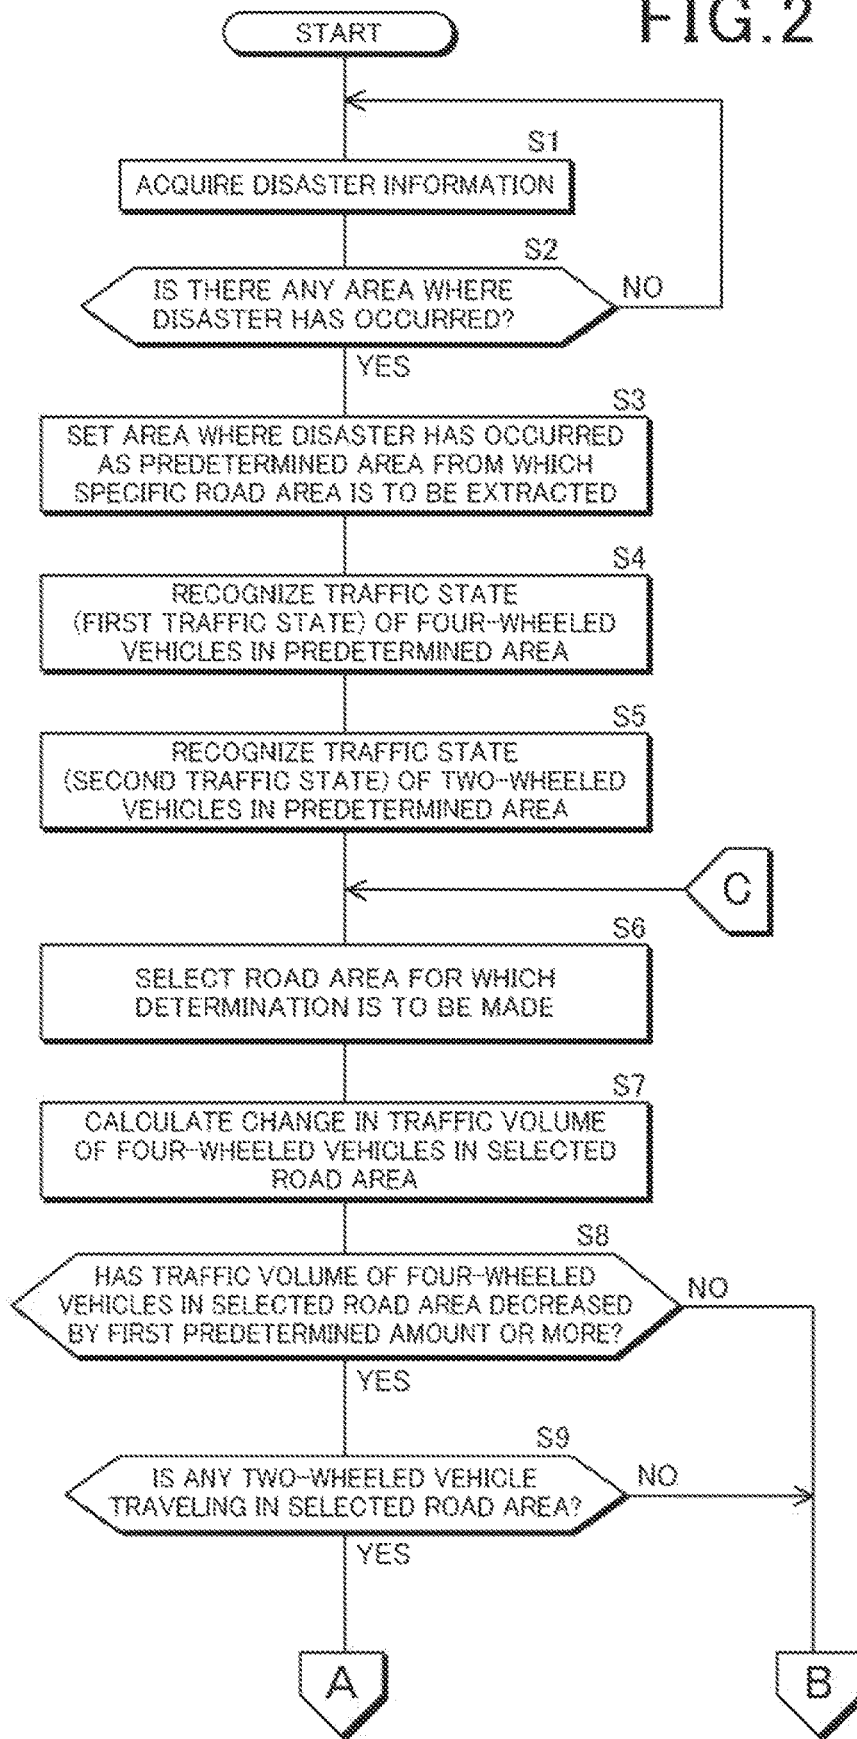 FIG.2
START
S1
ACQUIRE DISASTER INFORMATION
S2
IS THERE ANY AREA WHERE
DISASTER HAS OCCURRED?
NO
YES
S3
SET AREA WHERE DISASTER HAS OCCURRED
AS PREDETERMINED AREA FROM WHICH
SPECIFIC ROAD AREA IS TO BE EXTRACTED
S4
RECOGNIZE TRAFFIC STATE
(FIRST TRAFFIC STATE) OF FOUR-WHEELED
VEHICLES IN PREDETERMINED AREA
S5
RECOGNIZE TRAFFIC STATE
(SECOND TRAFFIC STATE) OF TWO-WHEELED
VEHICLES IN PREDETERMINED AREA
C
S6
SELECT ROAD AREA FOR WHICH
DETERMINATION IS TO BE MADE
S7
CALCULATE CHANGE IN TRAFFIC VOLUME
OF FOUR-WHEELED VEHICLES IN SELECTED
ROAD AREA
S8
HAS TRAFFIC VOLUME OF FOUR-WHEELED
VEHICLES IN SELECTED ROAD AREA DECREASED
BY FIRST PREDETERMINED AMOUNT OR MORE?
NO
YES
S9
IS ANY TWO-WHEELED VEHICLE
TRAVELING IN SELECTED ROAD AREA?
NO
YES
A
B